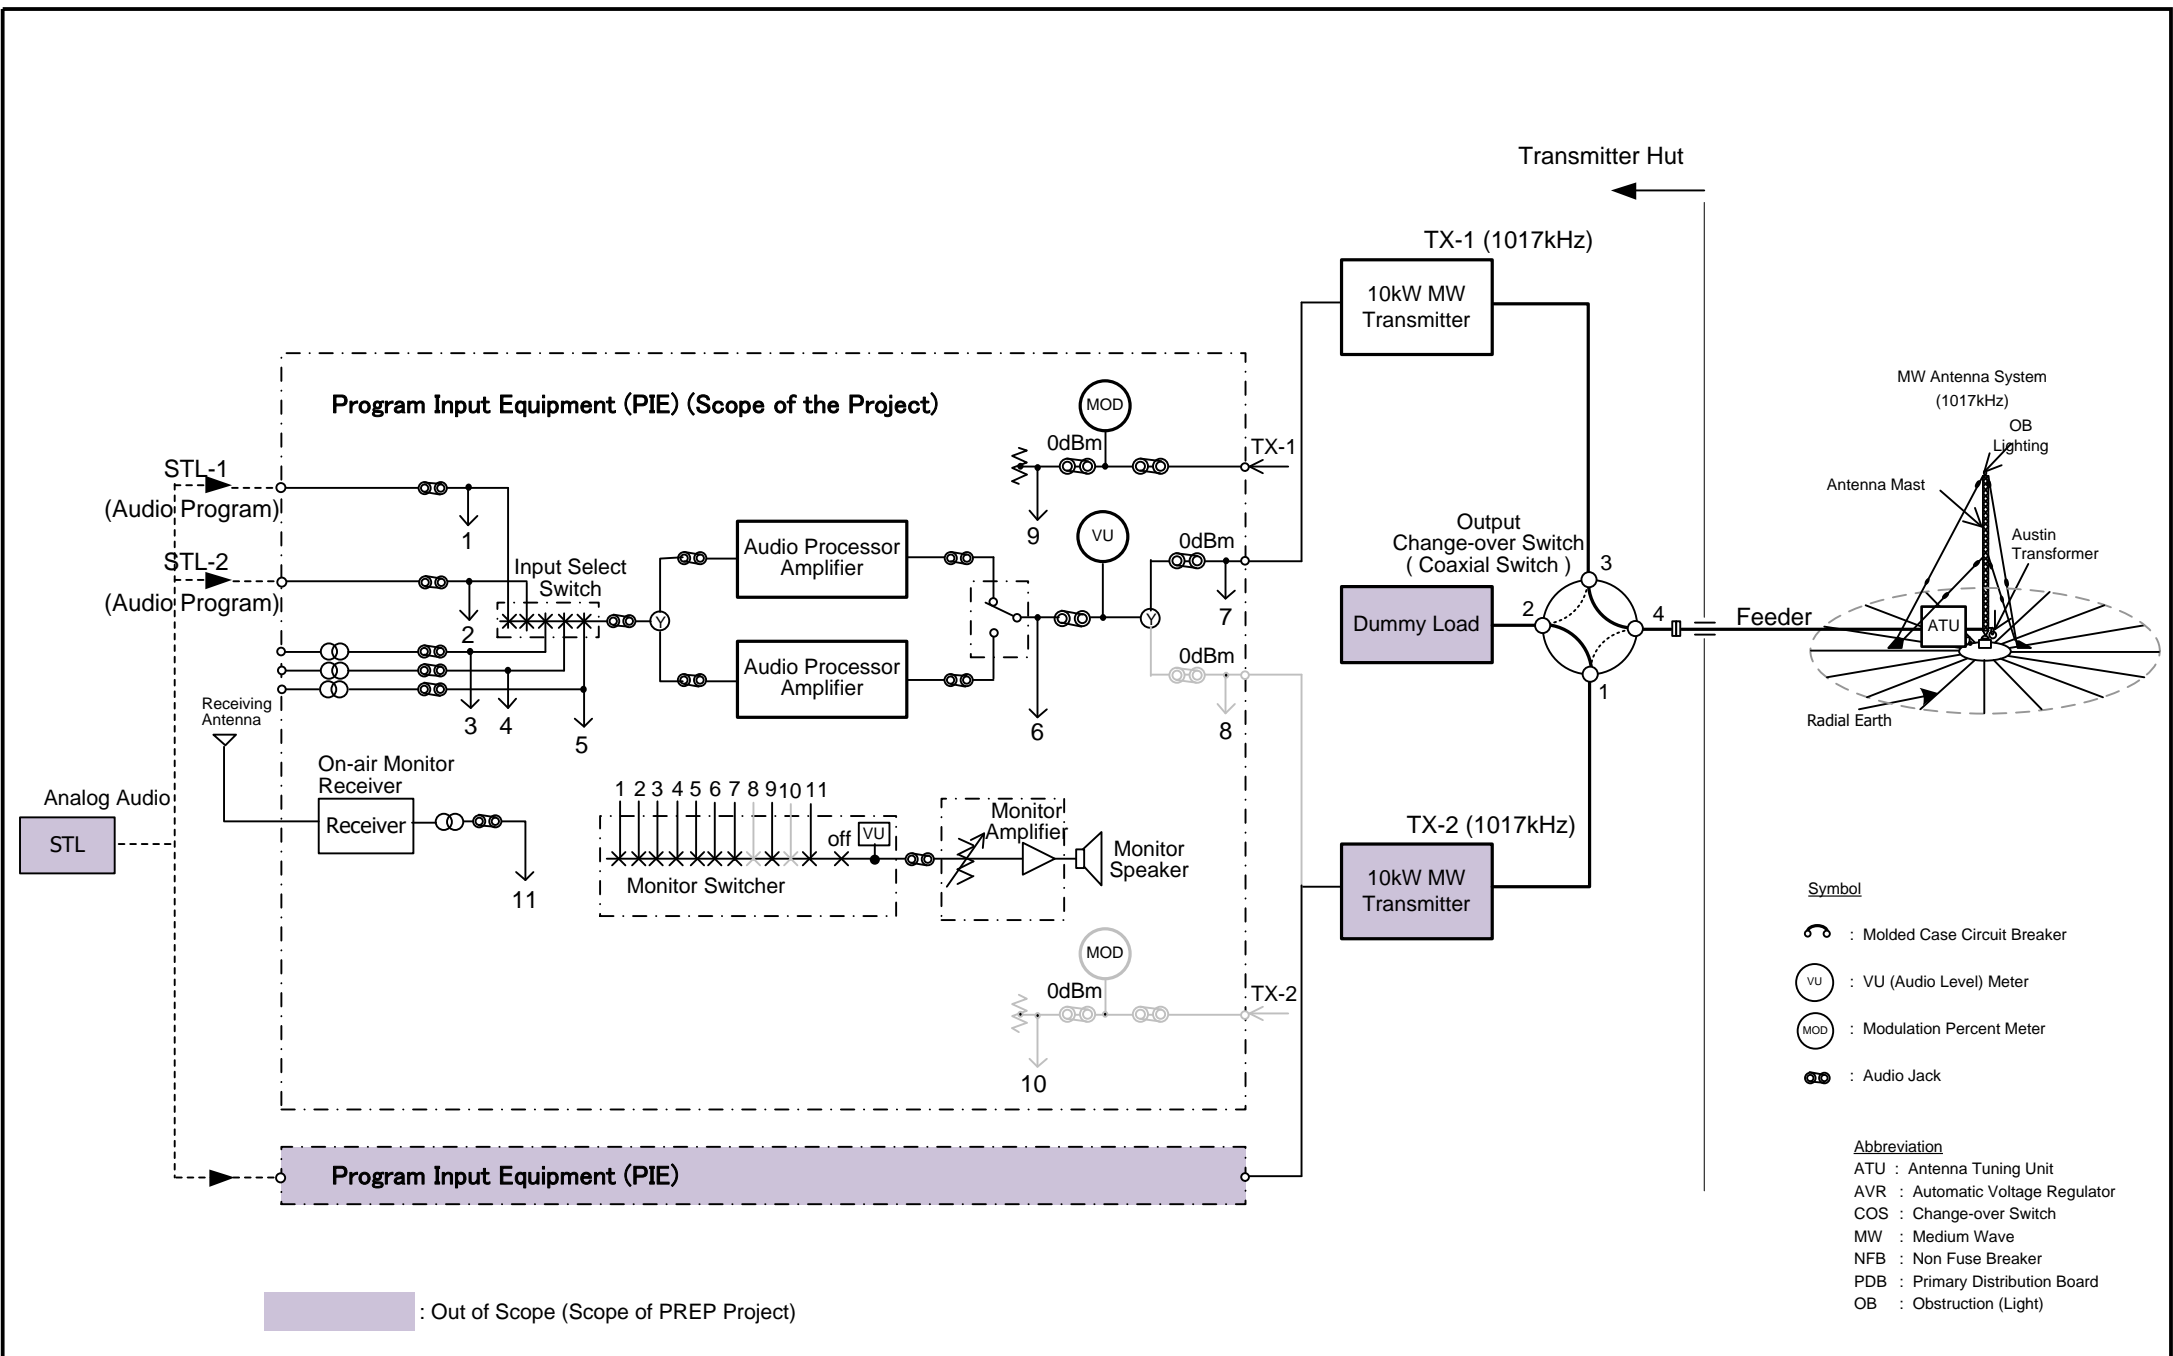 Transmitter Hut
TX-1 (1017kHz)
10kW MW
Transmitter
MW Antenna System
(1017kHz)
OB
Lighting
Antenna Mast
Austin
Transformer
Program Input Equipment (PIE) (Scope of the Project)
MOD
0dBm
TX-1
9
STL-1
(Audio Program)
1
STL-2
(Audio Program)
2
Input Select
Switch
Y
Audio Processor
Amplifier
Audio Processor
Amplifier
VU
0dBm
7
Y
0dBm
8
6
3
4
5
Output
Change-over Switch
( Coaxial Switch )
3
2
4
1
Dummy Load
Feeder
ATU
Radial Earth
Receiving
Antenna
On-air Monitor
Receiver
Receiver
11
Analog Audio
STL
1 2 3 4 5 6 7 8 9 10 11
off
VU
Monitor Switcher
Monitor
Amplifier
Monitor
Speaker
TX-2 (1017kHz)
10kW MW
Transmitter
MOD
0dBm
TX-2
10
Program Input Equipment (PIE)
: Out of Scope (Scope of PREP Project)
Symbol
: Molded Case Circuit Breaker
VU : VU (Audio Level) Meter
MOD : Modulation Percent Meter
: Audio Jack
Abbreviation
ATU : Antenna Tuning Unit
AVR : Automatic Voltage Regulator
COS : Change-over Switch
MW : Medium Wave
NFB : Non Fuse Breaker
PDB : Primary Distribution Board
OB : Obstruction (Light)